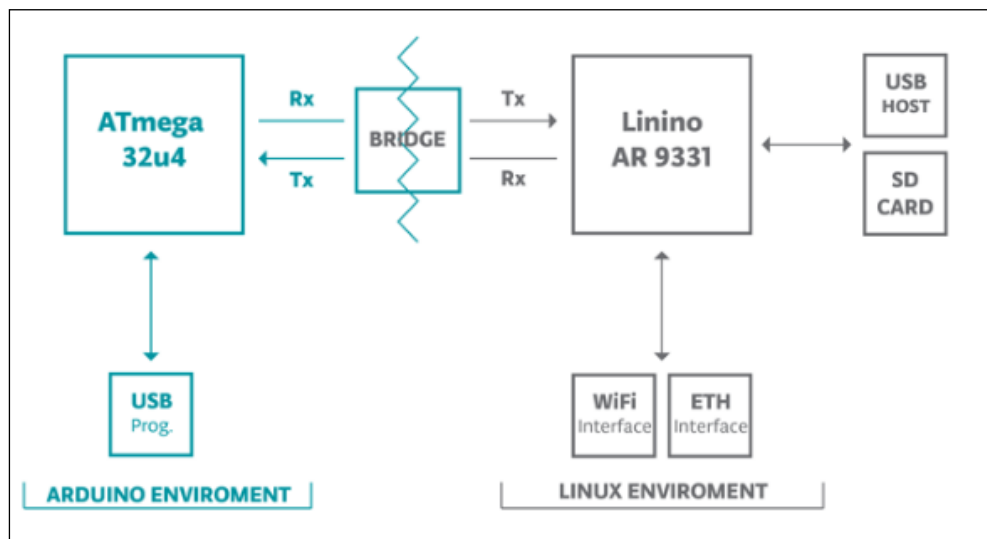 ATmega
32u4
Rx
Tx
BRIDGE
Tx
Rx
Linino
AR 9331
USB
HOST
SD
CARD
USB
Prog.
WiFi
Interface
ETH
Interface
ARDUINO ENVIROMENT
LINUX ENVIROMENT